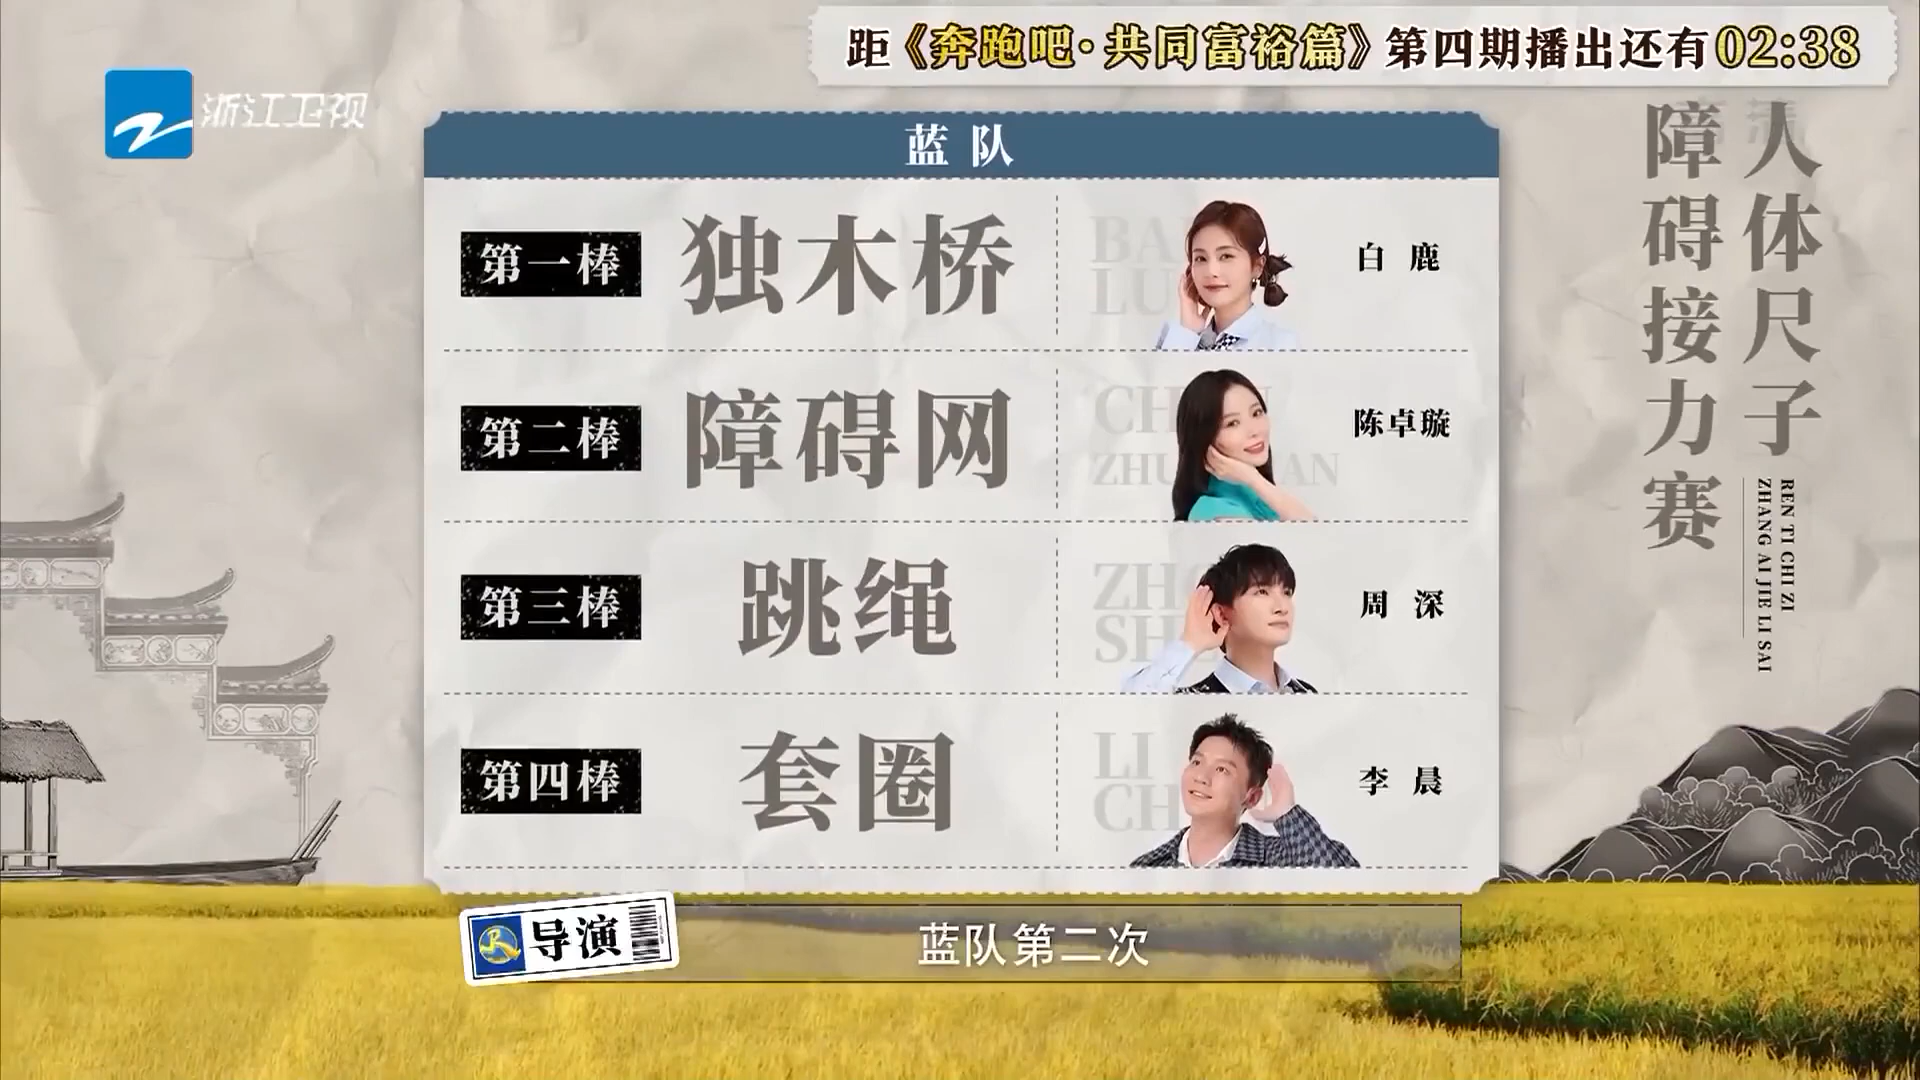 距《奔跑吧·共同富裕篇》第四期播出还有02:38
浙江卫视
蓝队
第一棒
独木桥
白鹿
第二棒
障碍网
陈卓璇
第三棒
跳绳
周深
第四棒
套圈
LI
李晨
人体尺子
障碍接力赛
REN TI CHI ZI
ZHANG AI JIE LI SAI
导演
蓝队第二次